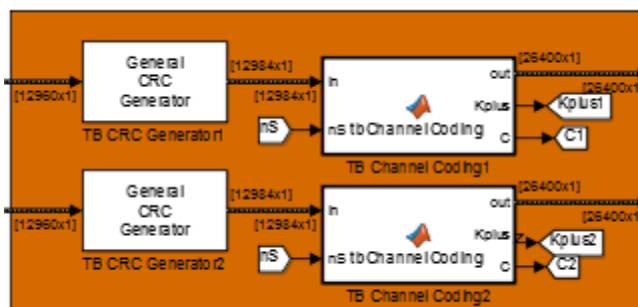 [12984x1]
[26400x1]
General
CRC
Generator
in
out
[12960x1]
[12984x1]
[26400x1]
Kplus
Kplus1
nS
nS tbChannelCoding
C
C1
TB CRC Generator1
TB Channel Coding1
[12984x1]
[26400x1]
General
CRC
Generator
in
out
[12960x1]
[12984x1]
[26400x1]
Kplus
Kplus2
nS
nS tbChannelCoding
C
C2
TB CRC Generator2
TB Channel Coding2